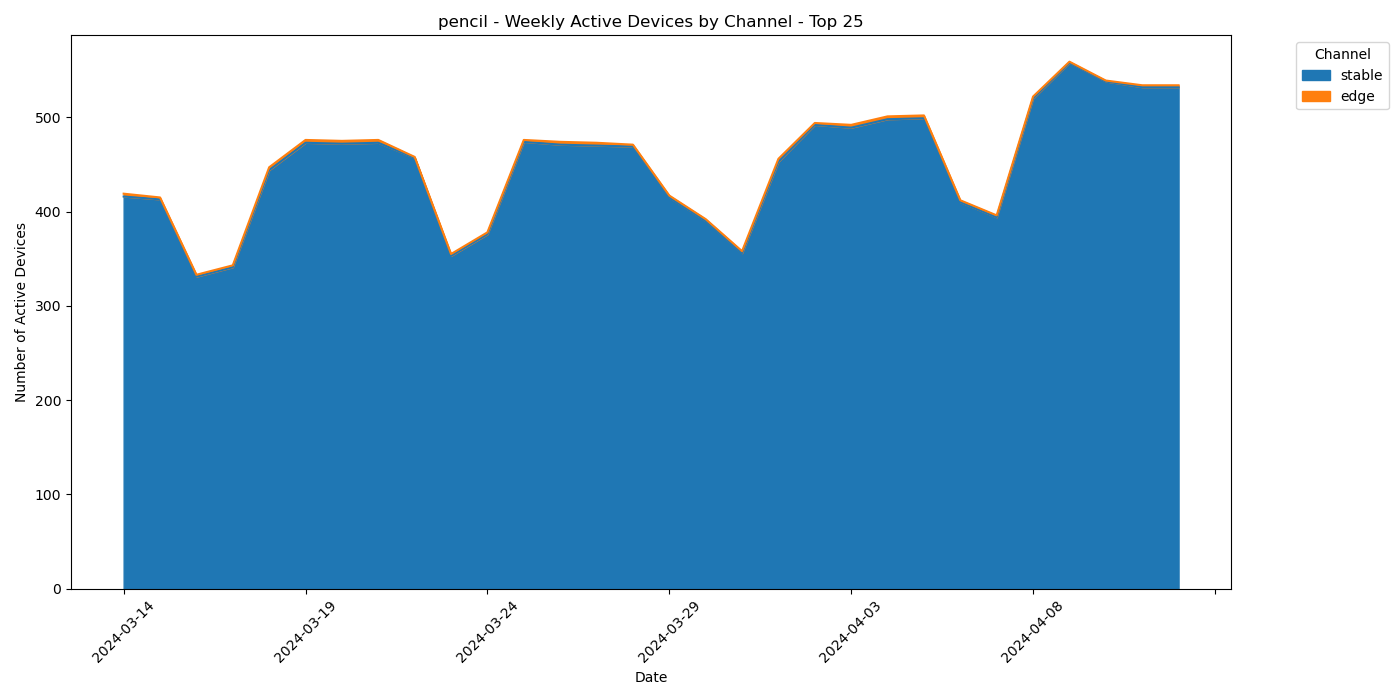 pencil - Weekly Active Devices by Channel - Top 25
Channel
stable
edge
Number of Active Devices
500
400
300
200
100
0
2024-03-14
2024-03-19
2024-03-24
2024-03-29
2024-04-03
2024-04-08
Date